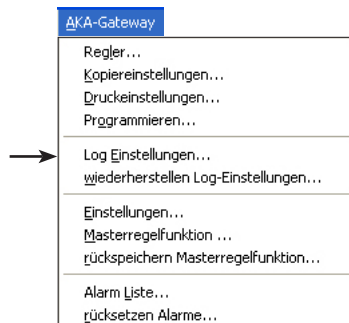 AKA-Gateway
Regler...
Kopiereinstellungen...
Druckeinstellungen...
Programmieren...
Log Einstellungen...
wiederherstellen Log-Einstellungen...
Einstellungen...
Masterregelfunktion ...
rückspeichern Masterregelfunktion...
Alarm Liste...
rücksetzen Alarme...